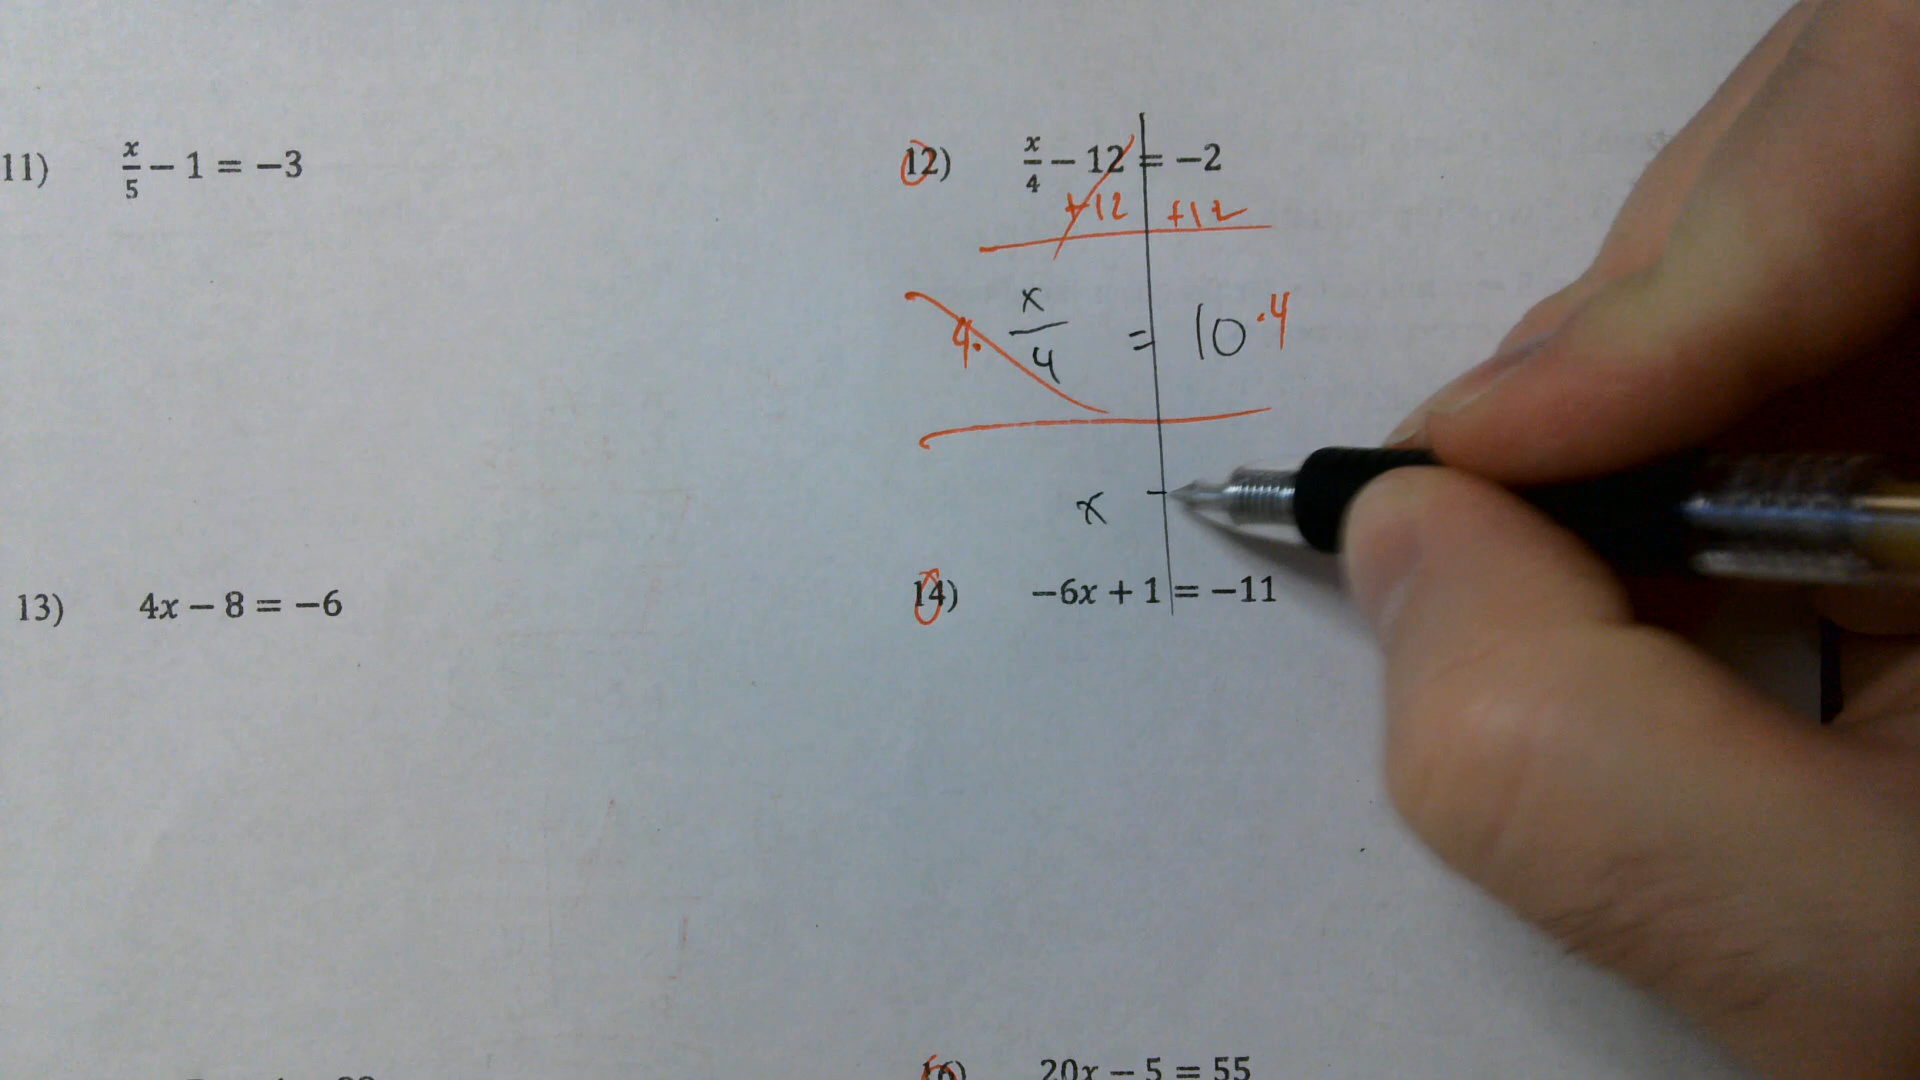 11) x/5 − 1 = −3
12) x/4 − 12 = −2
+12 +12
4· x/4 = 10 ·4
x
13) 4x − 8 = −6
14) −6x + 1 = −11
16) 20x − 5 = 55